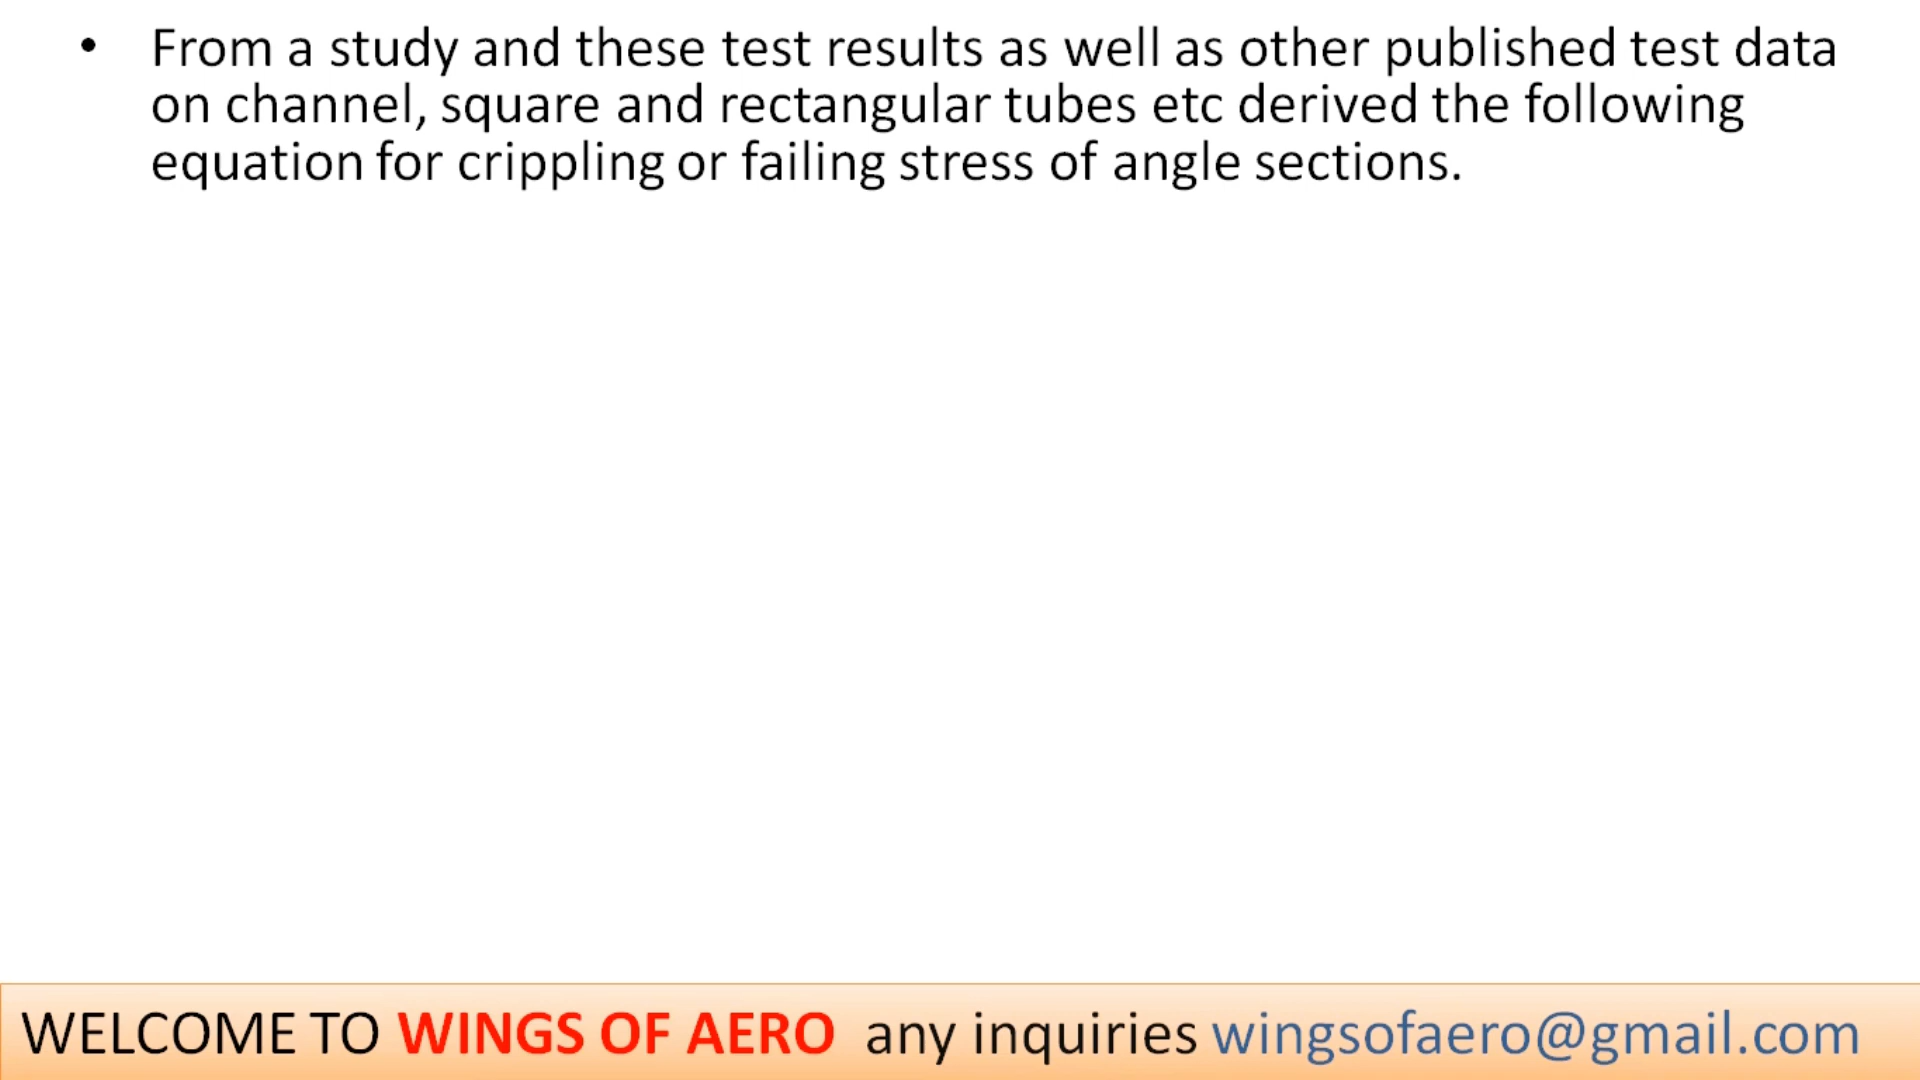 • From a study and these test results as well as other published test data
on channel, square and rectangular tubes etc derived the following
equation for crippling or failing stress of angle sections.
WELCOME TO WINGS OF AERO any inquiries wingsofaero@gmail.com